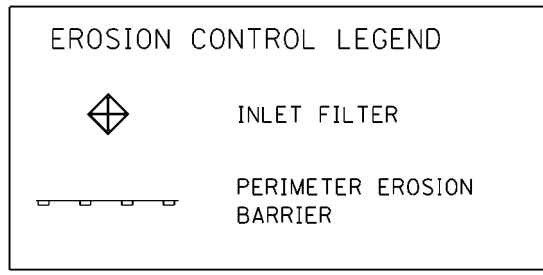 EROSION CONTROL LEGEND
INLET FILTER
PERIMETER EROSION
BARRIER